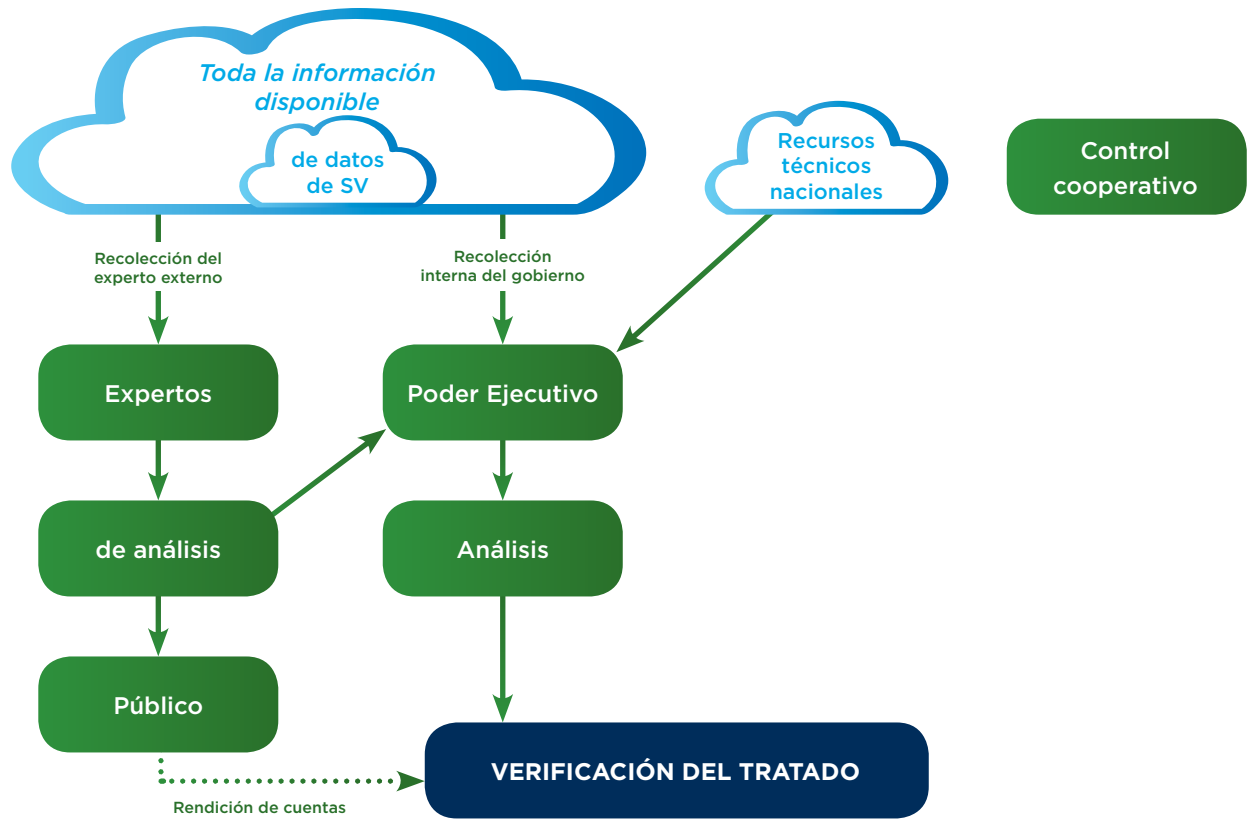 Toda la información
disponible
de datos
de SV
Recursos
técnicos
nacionales
Control
cooperativo
Recolección del
experto externo
Recolección
interna del gobierno
Expertos
Poder Ejecutivo
de análisis
Análisis
Público
VERIFICACIÓN DEL TRATADO
Rendición de cuentas